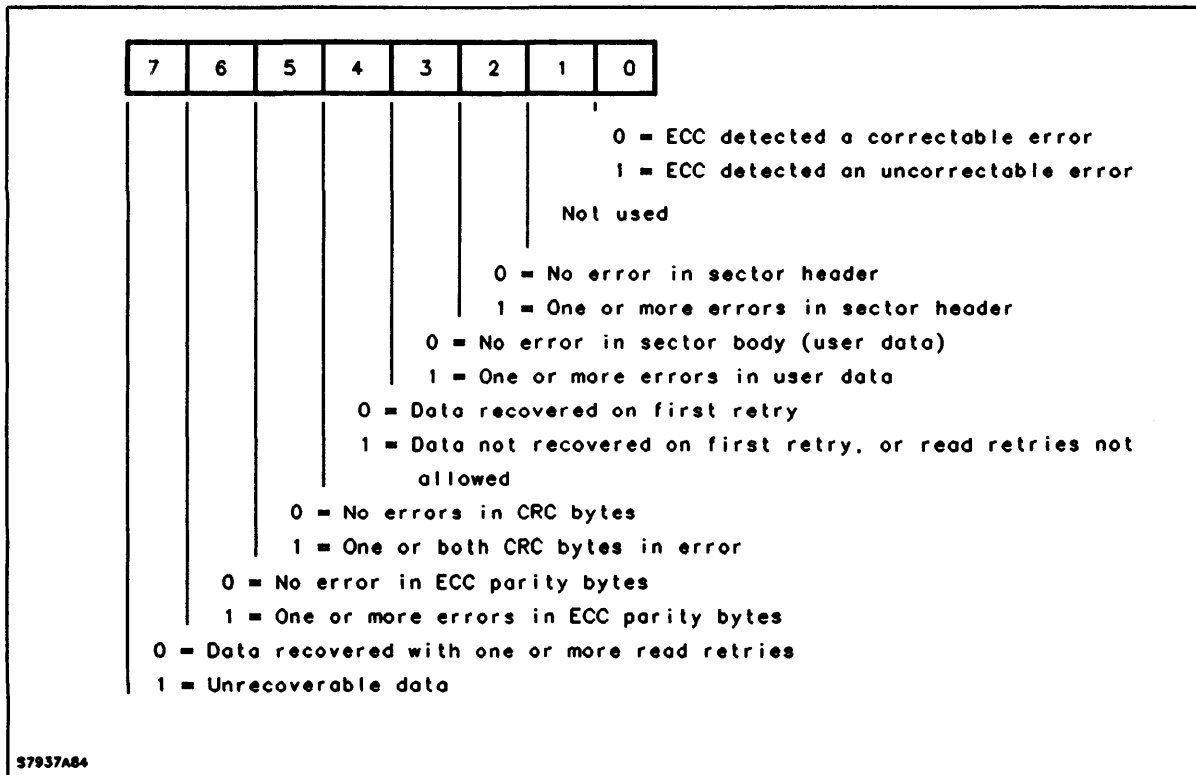 7 6 5 4 3 2 1 0
0 = ECC detected a correctable error
1 = ECC detected an uncorrectable error
Not used
0 = No error in sector header
1 = One or more errors in sector header
0 = No error in sector body (user data)
1 = One or more errors in user data
0 = Data recovered on first retry
1 = Data not recovered on first retry, or read retries not
allowed
0 = No errors in CRC bytes
1 = One or both CRC bytes in error
0 = No error in ECC parity bytes
1 = One or more errors in ECC parity bytes
0 = Data recovered with one or more read retries
1 = Unrecoverable data
S7937A84